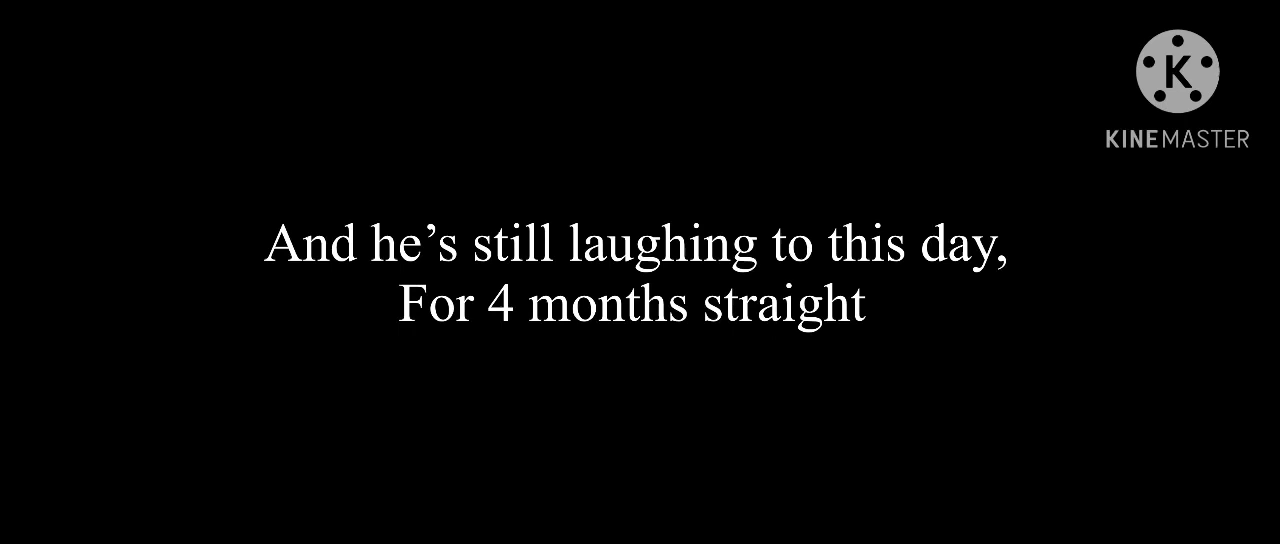 K
KINEMASTER
And he’s still laughing to this day,
For 4 months straight